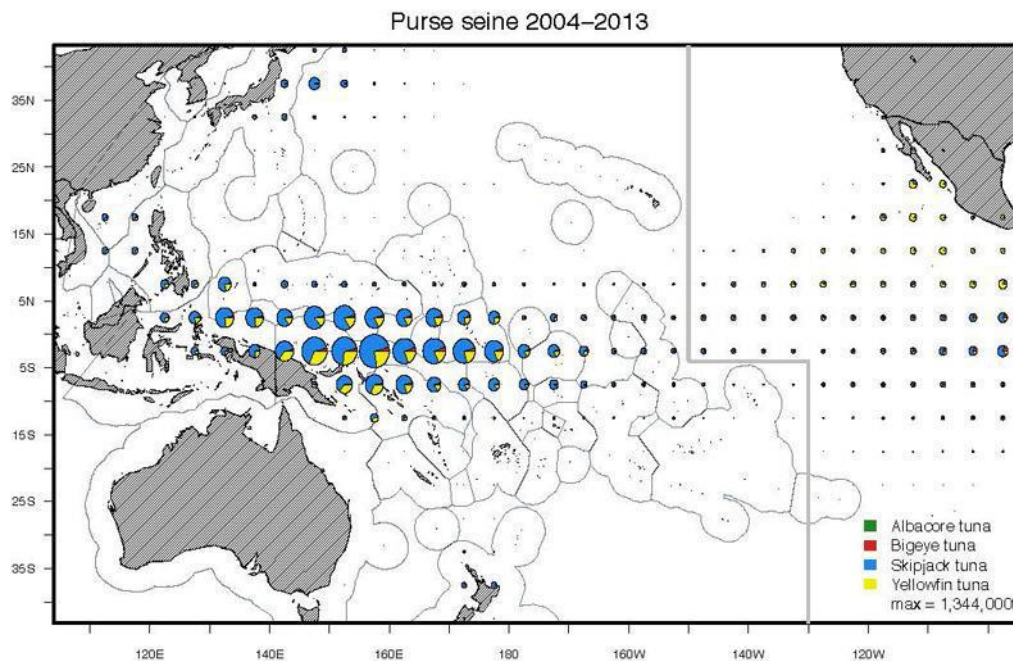 Purse seine 2004–2013
35N
25N
15N
5N
5S
15S
25S
35S
120E
140E
160E
180
160W
140W
120W
Albacore tuna
Bigeye tuna
Skipjack tuna
Yellowfin tuna
max = 1,344,000